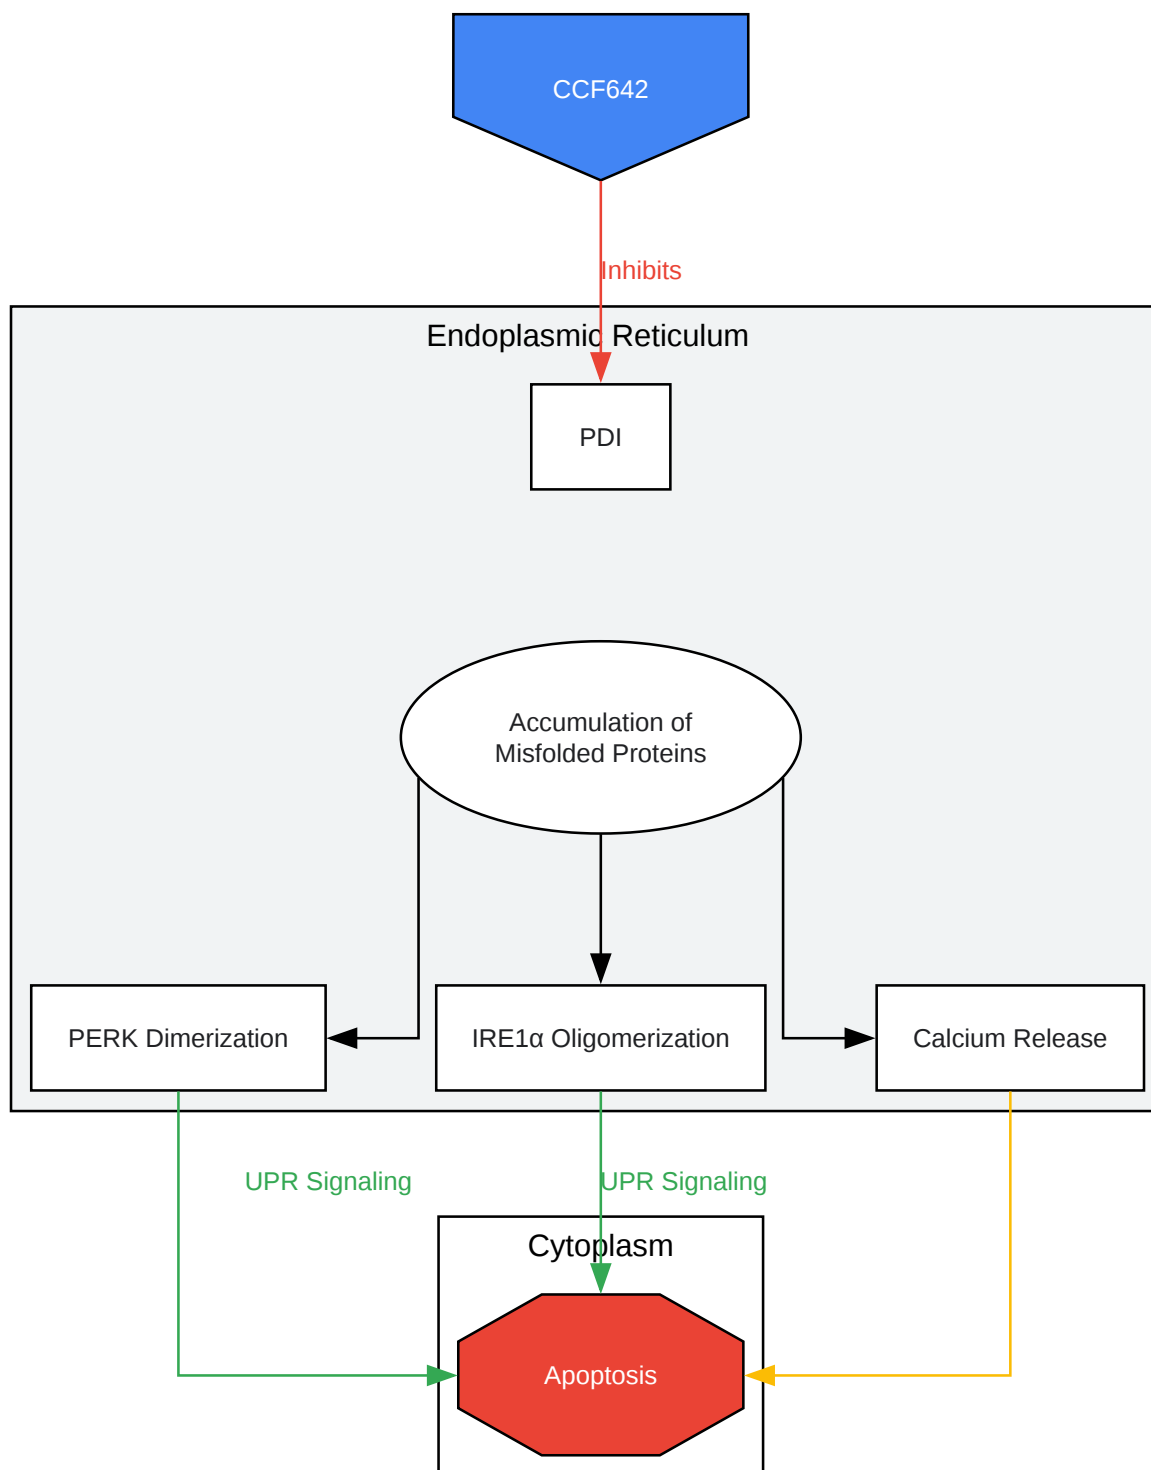 CCF642
Inhibits
Endoplasmic Reticulum
PDI
Accumulation of
Misfolded Proteins
PERK Dimerization
IRE1α Oligomerization
Calcium Release
UPR Signaling
UPR Signaling
Cytoplasm
Apoptosis